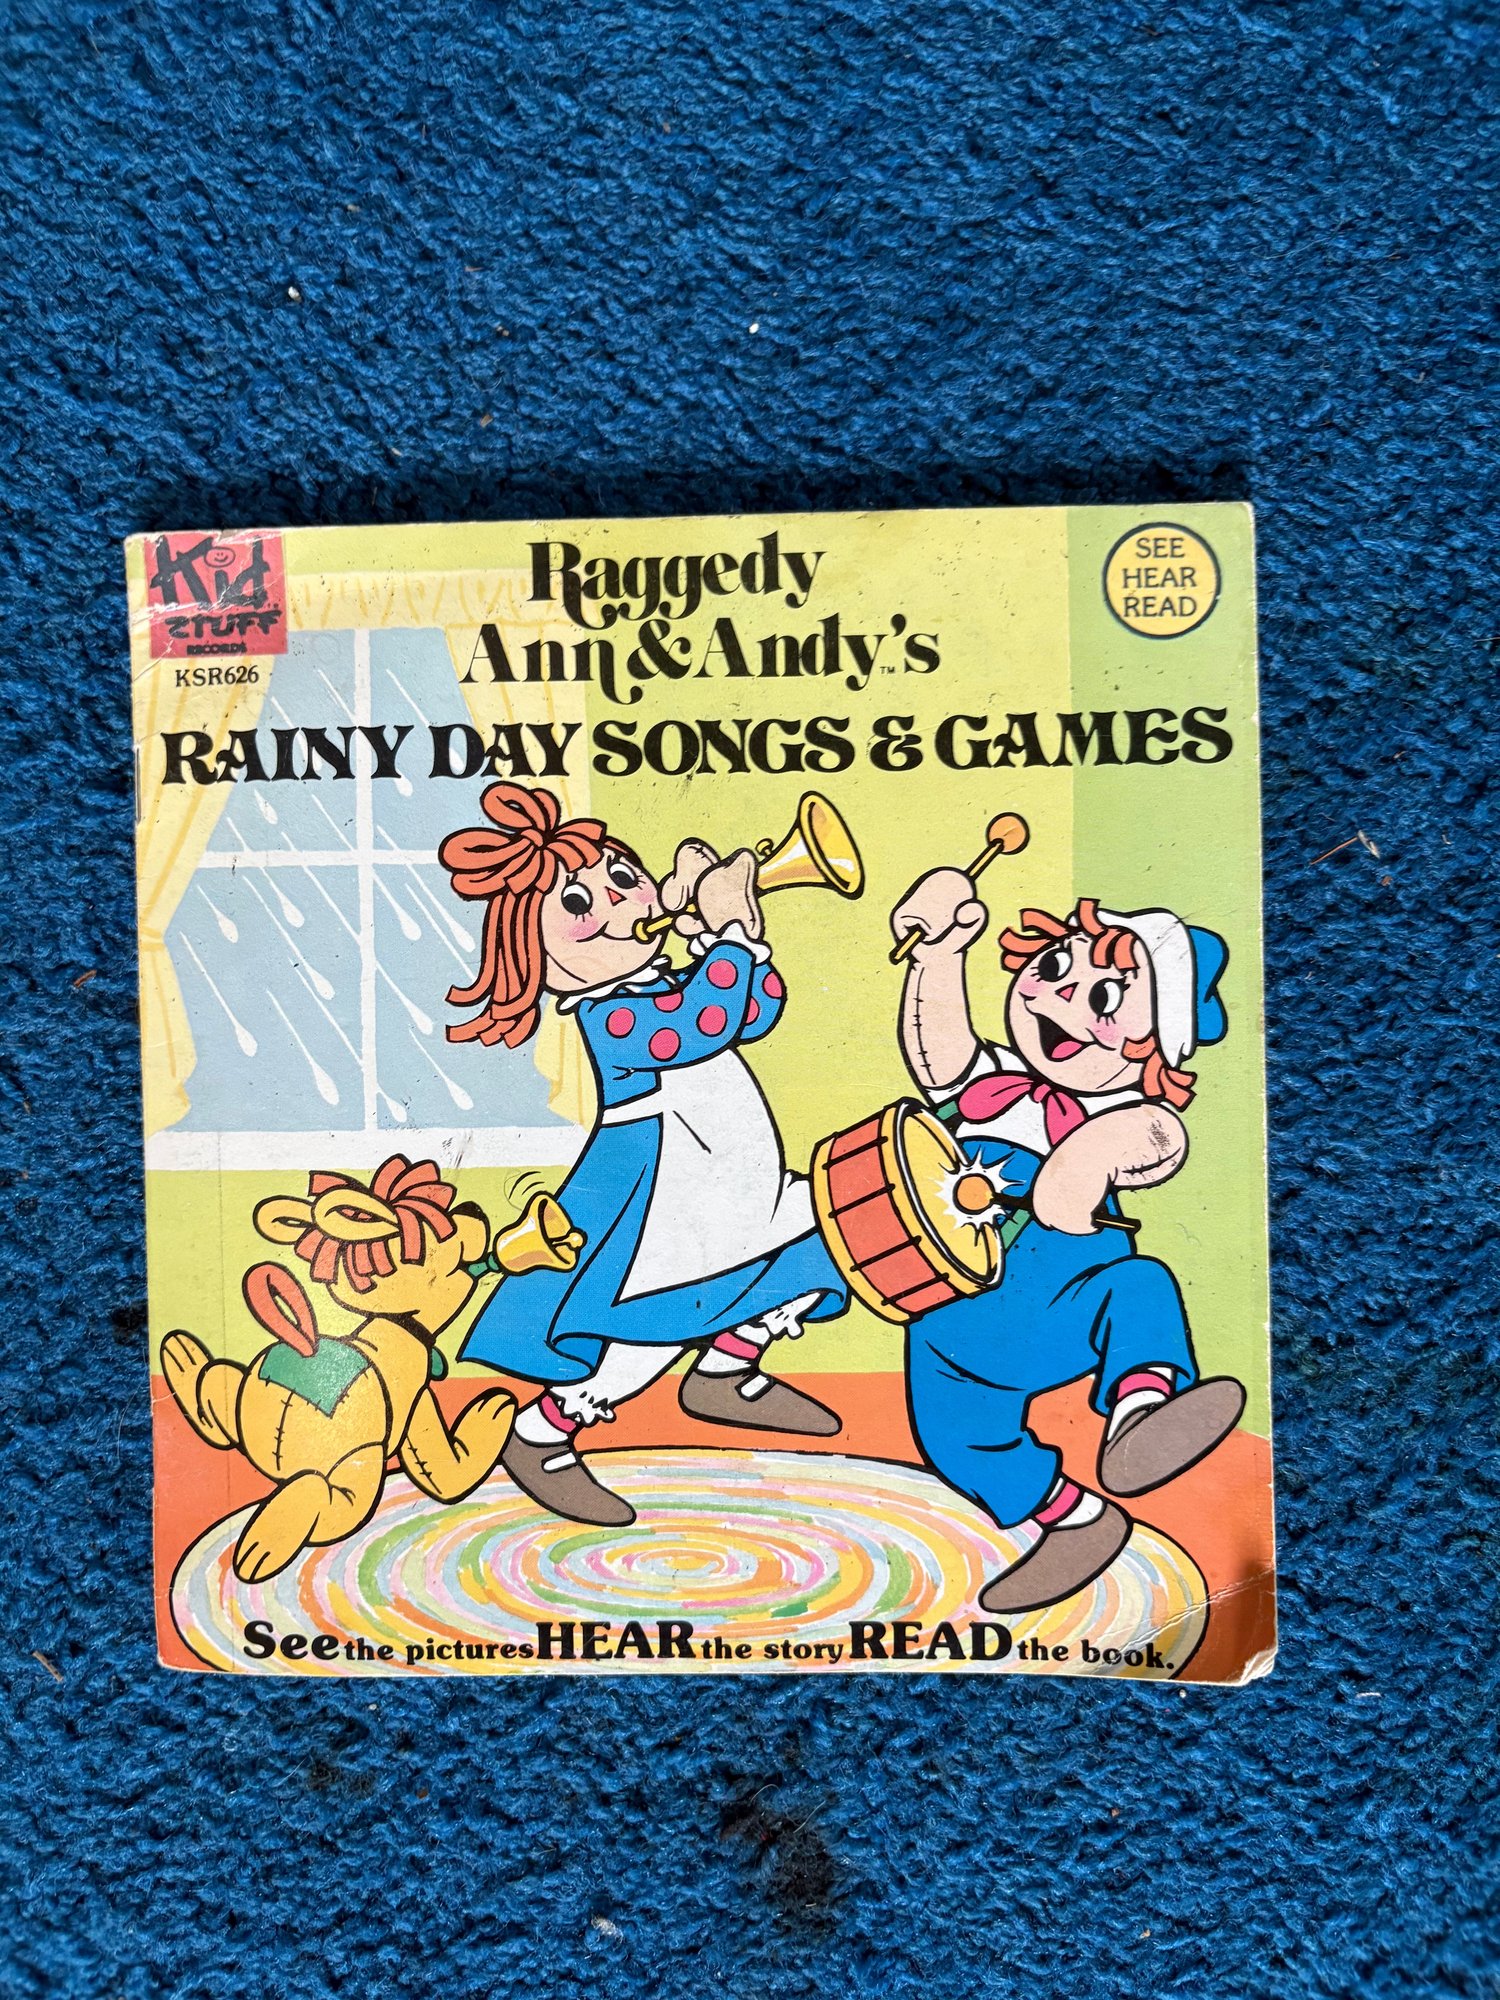 Kid
STUFF
RECORDS
KSR626
SEE
HEAR
READ
Raggedy
Ann & Andy's™
RAINY DAY SONGS & GAMES
See the pictures HEAR the story READ the book.